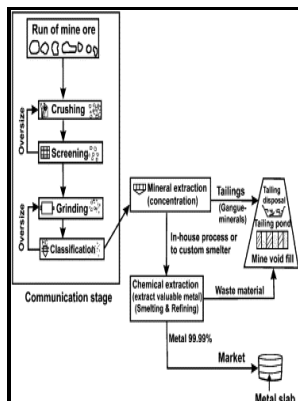 Run of mine ore
Crushing
Oversize
Screening
Grinding
Oversize
Classification
Communication stage
Mineral extraction
(concentration)
Tailings
(Gangue-
minerals)
Tailing
disposal
Tailing pond
Mine void fill
In-house process or
to custom smelter
Chemical extraction
(extract valuable metal)
(Smelting & Refining)
Waste material
Metal 99.99%
Market
Metal slab